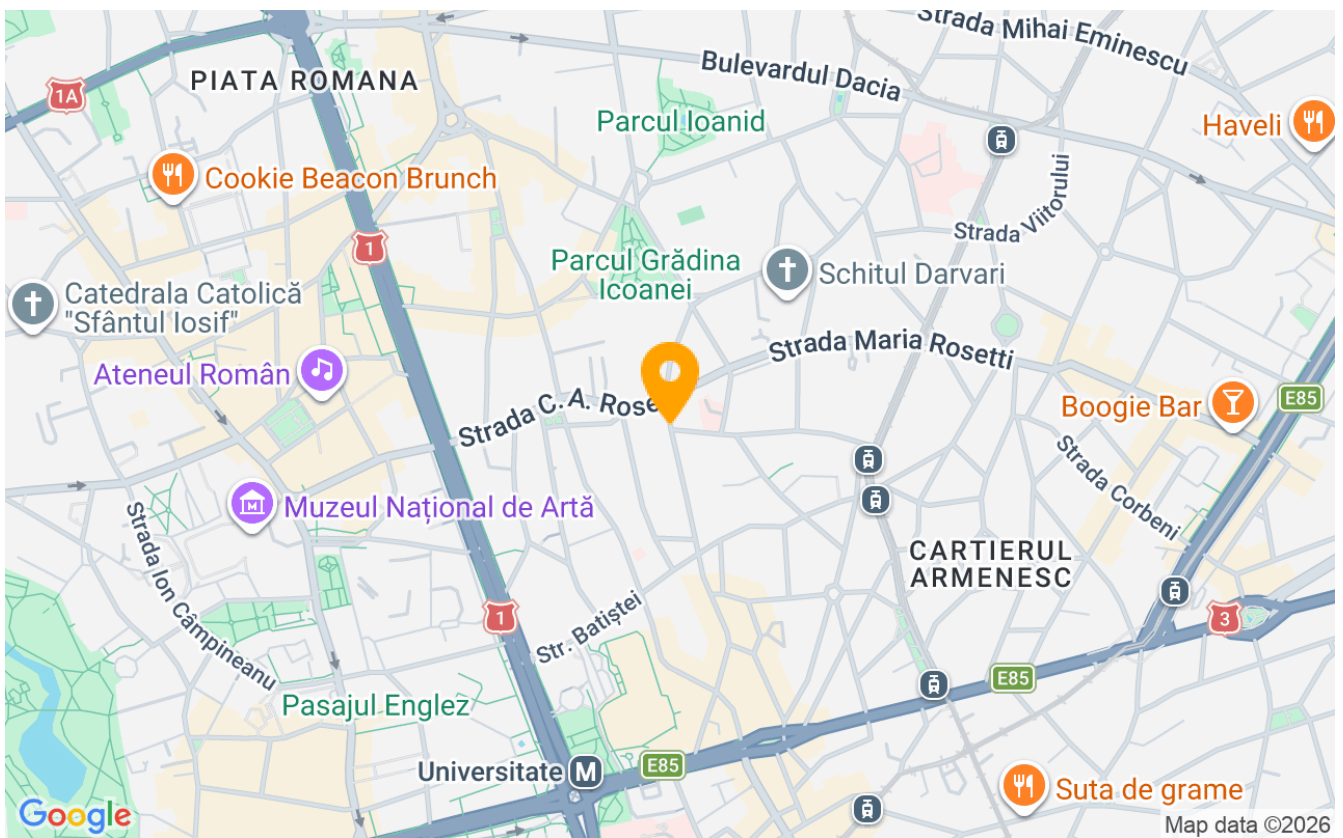 Strada Mihai Eminescu
Bulevardul Dacia
PIATA ROMANA
1A
Parcul Ioanid
Haveli
Cookie Beacon Brunch
Strada Viitorului
1
Parcul Grădina
Icoanei
Schitul Darvari
Catedrala Catolică
"Sfântul Iosif"
Strada Maria Rosetti
Ateneul Român
Strada C. A. Rose
Boogie Bar
E85
Strada Corbeni
Muzeul Național de Artă
Strada Ion Câmpineanu
CARTIERUL
ARMENESC
1
3
Str. Batiștei
E85
Pasajul Englez
Universitate
M
E85
Suta de grame
Google
Map data ©2026